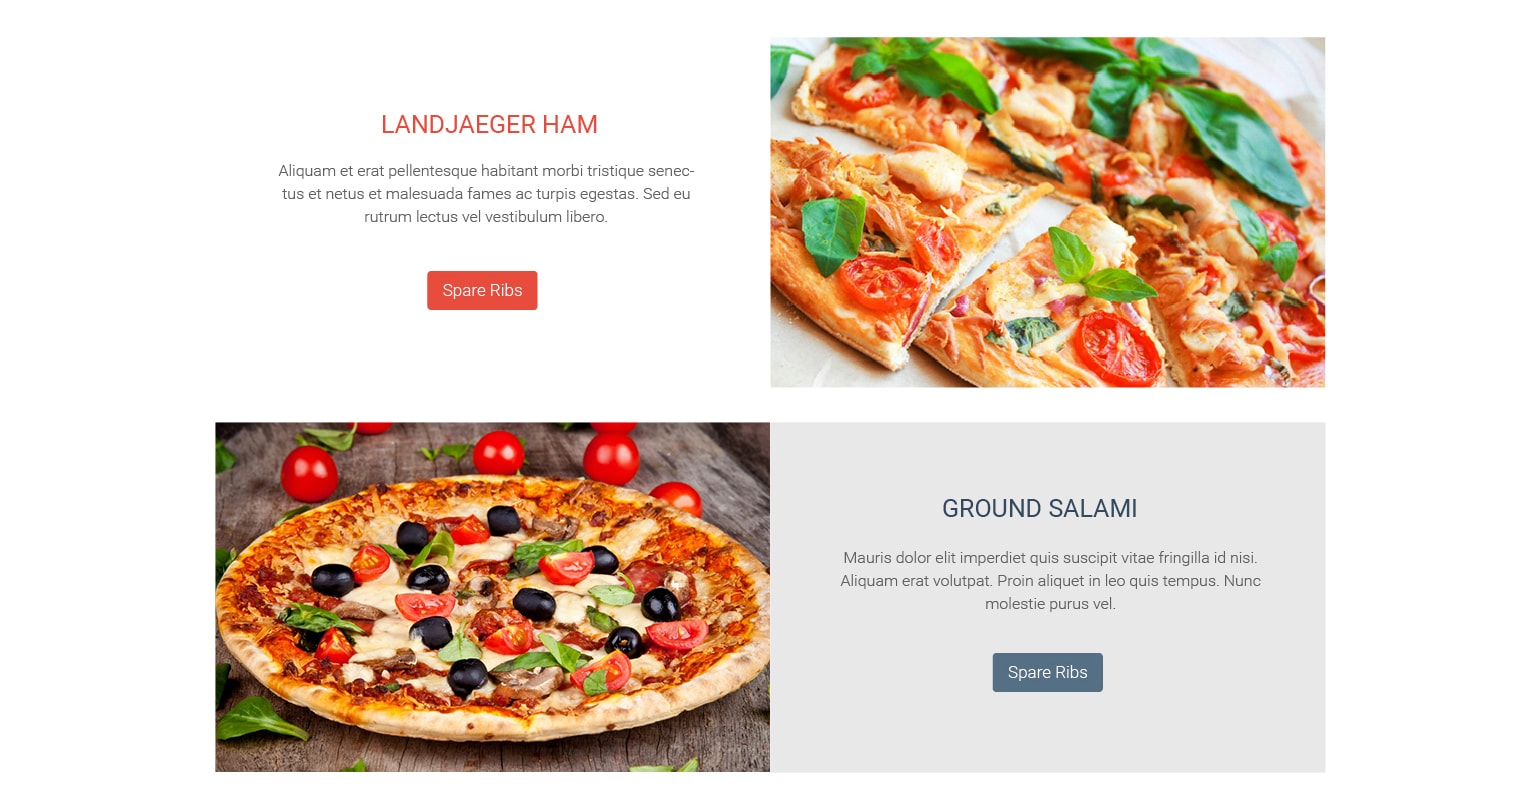 LANDJAEGER HAM
Aliquam et erat pellentesque habitant morbi tristique senec-
tus et netus et malesuada fames ac turpis egestas. Sed eu
rutrum lectus vel vestibulum libero.
Spare Ribs
GROUND SALAMI
Mauris dolor elit imperdiet quis suscipit vitae fringilla id nisi.
Aliquam erat volutpat. Proin aliquet in leo quis tempus. Nunc
molestie purus vel.
Spare Ribs